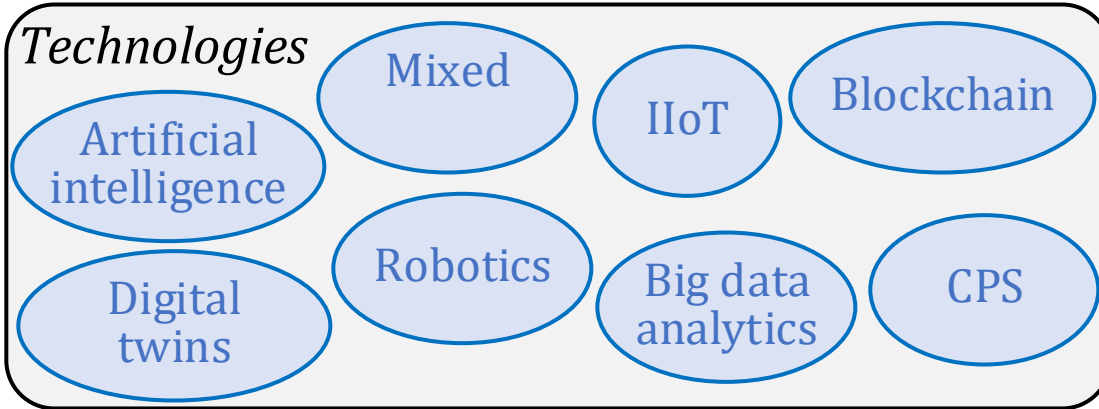 Technologies
Mixed
IIoT
Blockchain
Artificial
intelligence
Digital
twins
Robotics
Big data
analytics
CPS